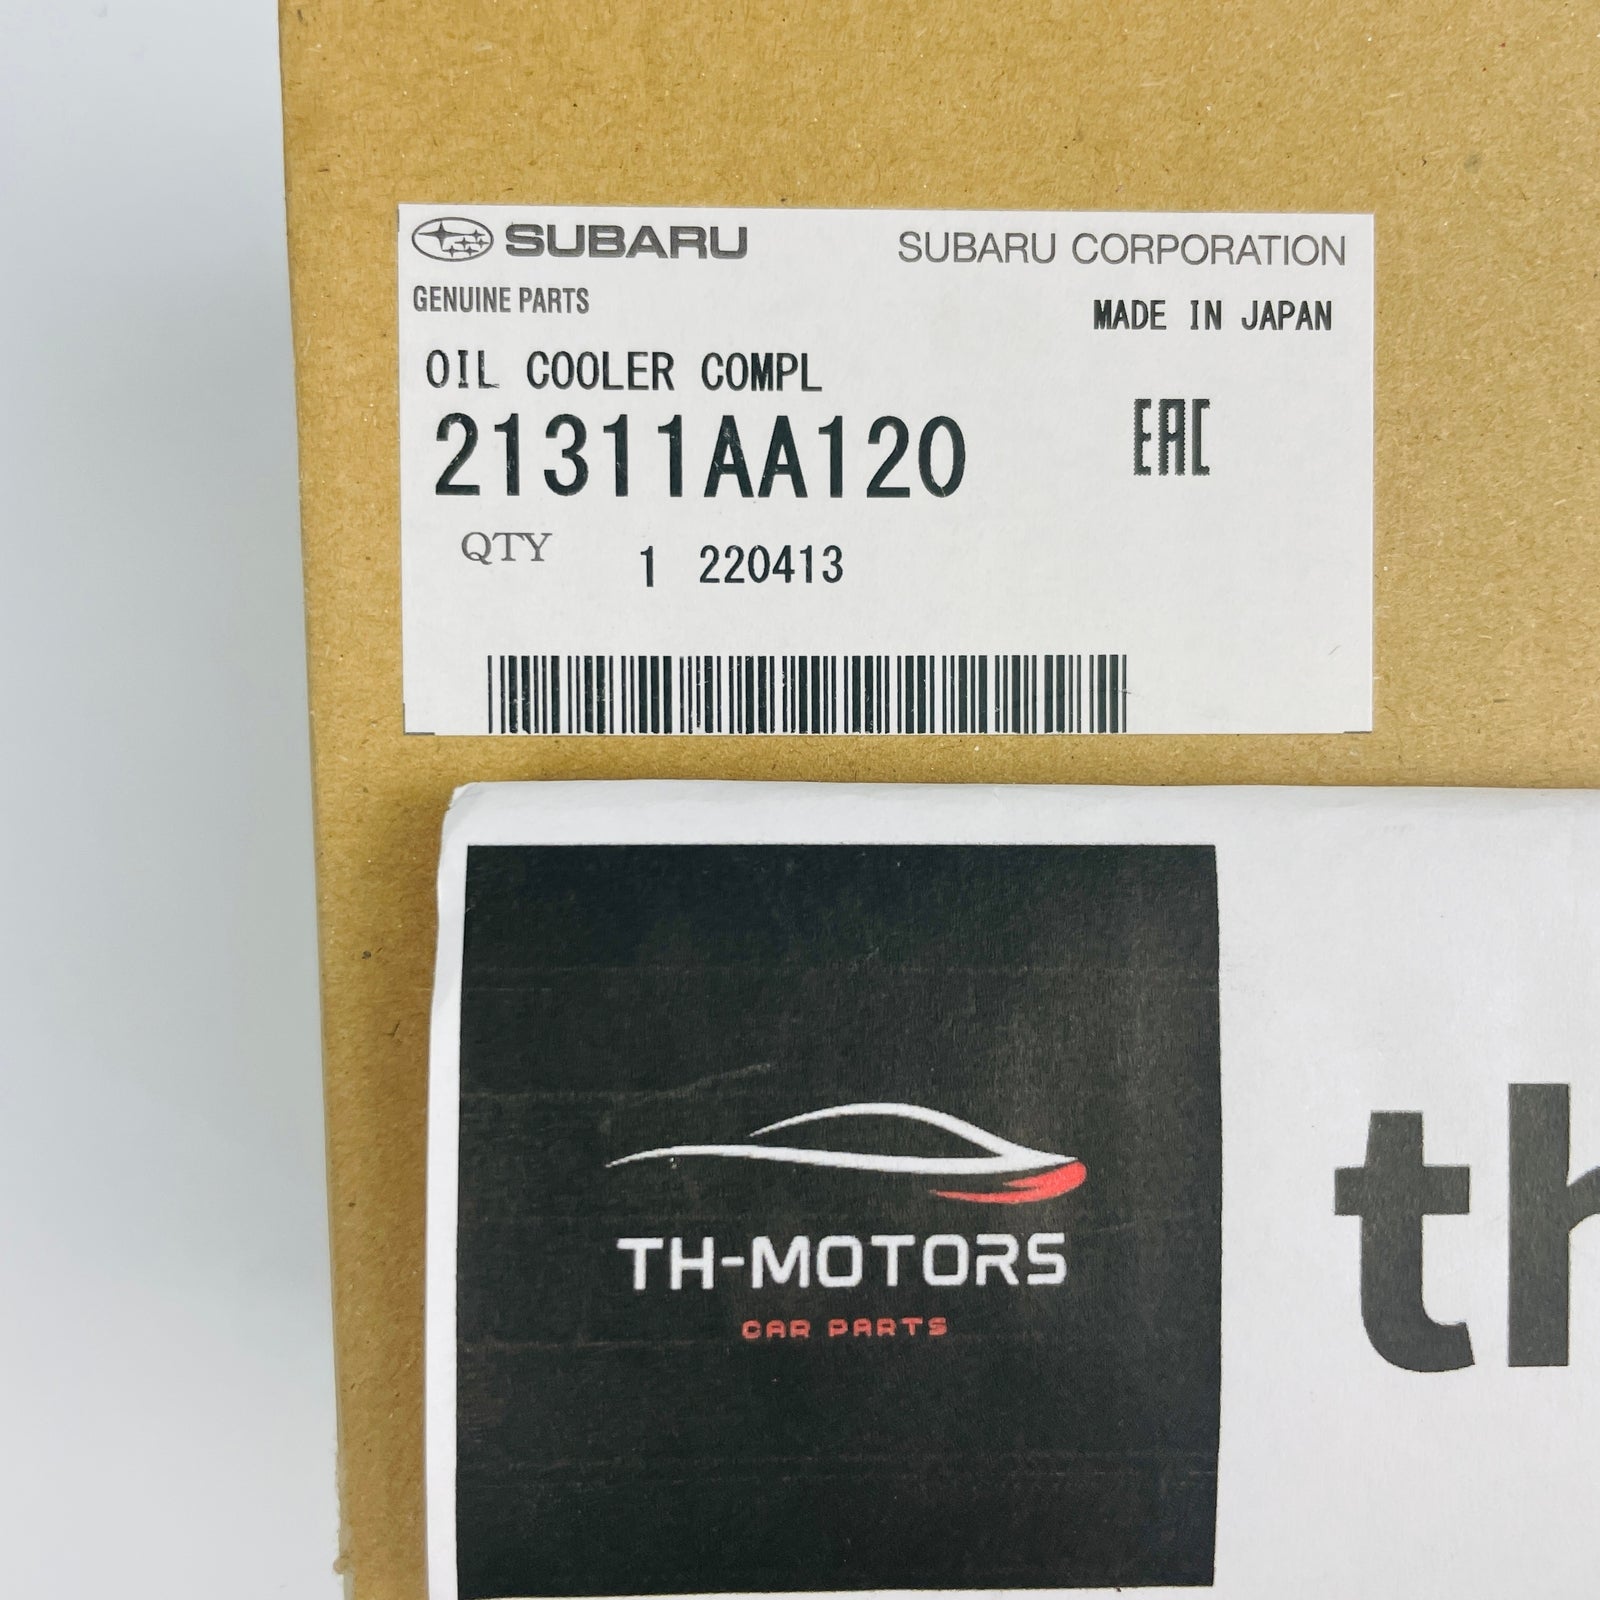 SUBARU
SUBARU CORPORATION
GENUINE PARTS
MADE IN JAPAN
OIL COOLER COMPL
21311AA120
EAC
QTY 1 220413
TH-MOTORS
CAR PARTS
th